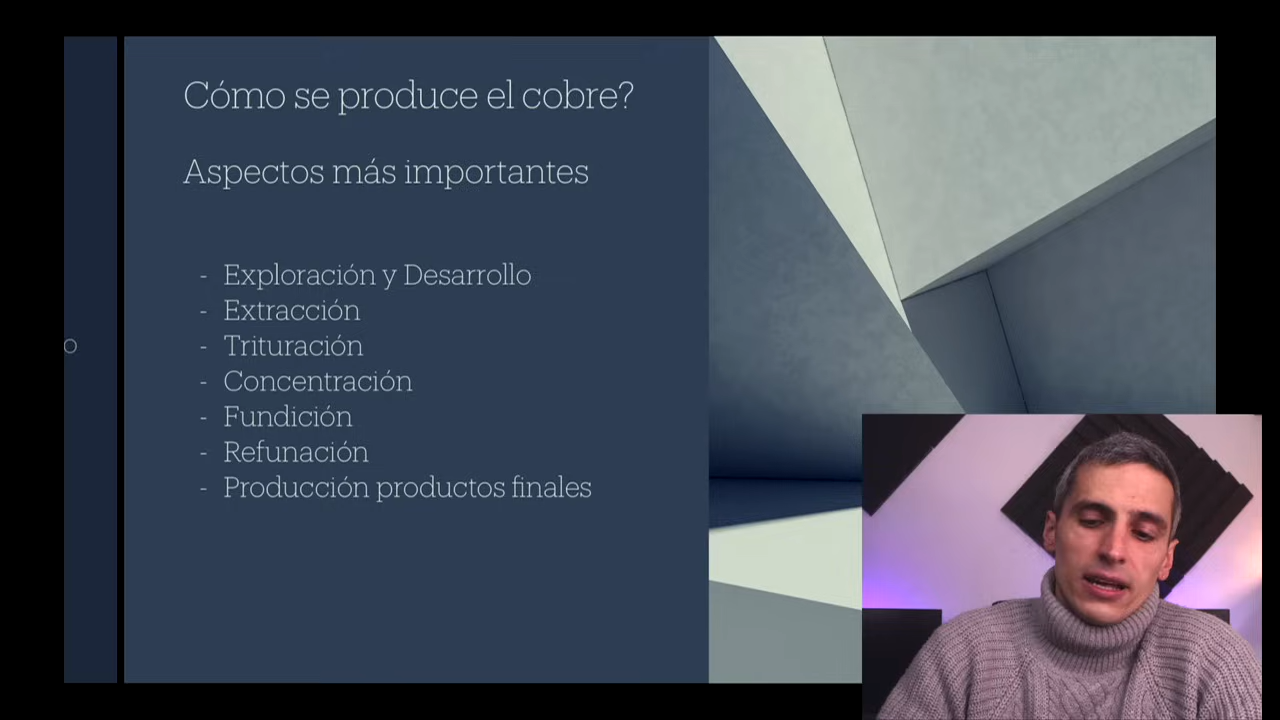 Cómo se produce el cobre?
Aspectos más importantes
- Exploración y Desarrollo
- Extracción
- Trituración
- Concentración
- Fundición
- Refunación
- Producción productos finales
o